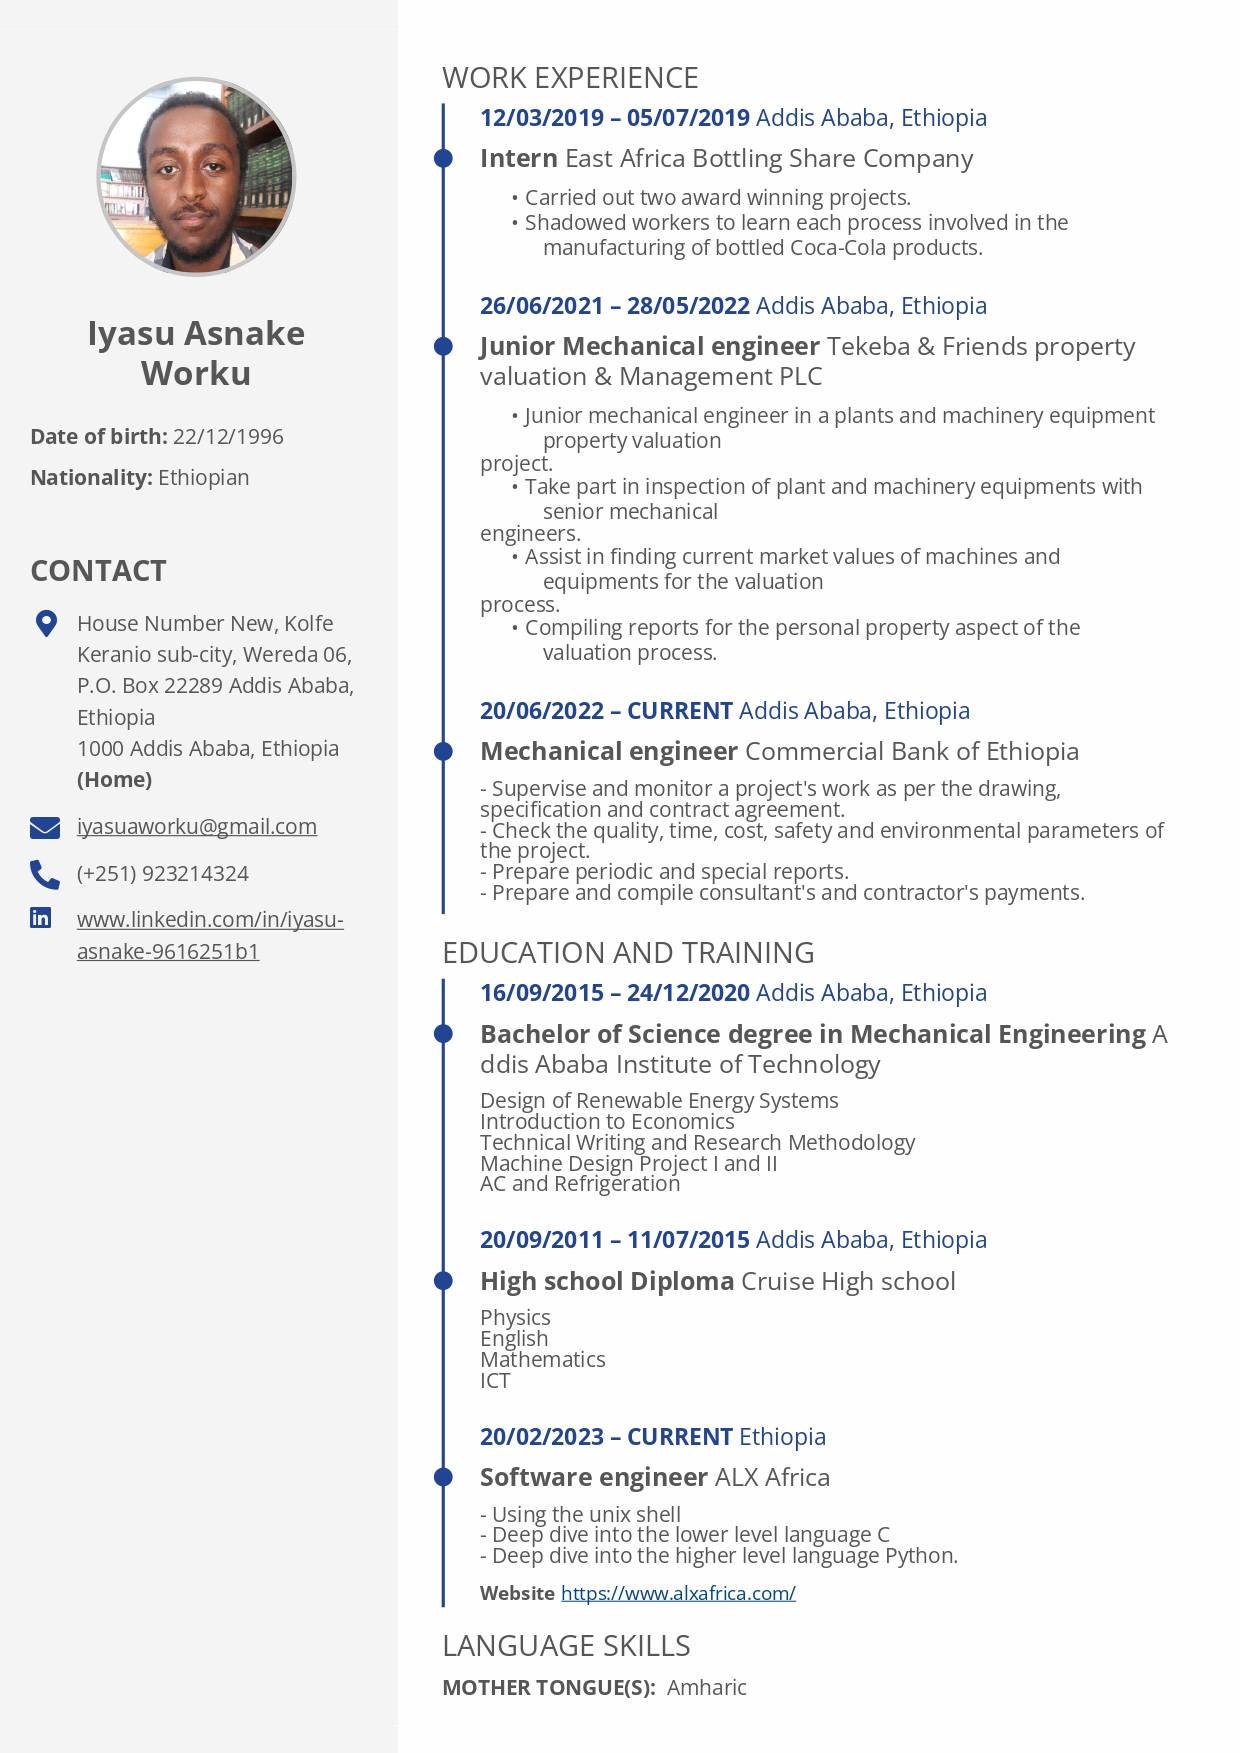 Iyasu Asnake
Worku
Date of birth: 22/12/1996
Nationality: Ethiopian
CONTACT
House Number New, Kolfe
Keranio sub-city, Wereda 06,
P.O. Box 22289 Addis Ababa,
Ethiopia
1000 Addis Ababa, Ethiopia
(Home)
iyasuaworku@gmail.com
(+251) 923214324
in
www.linkedin.com/in/iyasu-
asnake-9616251b1
WORK EXPERIENCE
12/03/2019 – 05/07/2019 Addis Ababa, Ethiopia
Intern East Africa Bottling Share Company
• Carried out two award winning projects.
• Shadowed workers to learn each process involved in the
manufacturing of bottled Coca-Cola products.
26/06/2021 – 28/05/2022 Addis Ababa, Ethiopia
Junior Mechanical engineer Tekeba & Friends property
valuation & Management PLC
• Junior mechanical engineer in a plants and machinery equipment
property valuation
project.
• Take part in inspection of plant and machinery equipments with
senior mechanical
engineers.
• Assist in finding current market values of machines and
equipments for the valuation
process.
• Compiling reports for the personal property aspect of the
valuation process.
20/06/2022 – CURRENT Addis Ababa, Ethiopia
Mechanical engineer Commercial Bank of Ethiopia
- Supervise and monitor a project's work as per the drawing,
specification and contract agreement.
- Check the quality, time, cost, safety and environmental parameters of
the project.
- Prepare periodic and special reports.
- Prepare and compile consultant's and contractor's payments.
EDUCATION AND TRAINING
16/09/2015 – 24/12/2020 Addis Ababa, Ethiopia
Bachelor of Science degree in Mechanical Engineering A
ddis Ababa Institute of Technology
Design of Renewable Energy Systems
Introduction to Economics
Technical Writing and Research Methodology
Machine Design Project I and II
AC and Refrigeration
20/09/2011 – 11/07/2015 Addis Ababa, Ethiopia
High school Diploma Cruise High school
Physics
English
Mathematics
ICT
20/02/2023 – CURRENT Ethiopia
Software engineer ALX Africa
- Using the unix shell
- Deep dive into the lower level language C
- Deep dive into the higher level language Python.
Website https://www.alxafrica.com/
LANGUAGE SKILLS
MOTHER TONGUE(S): Amharic